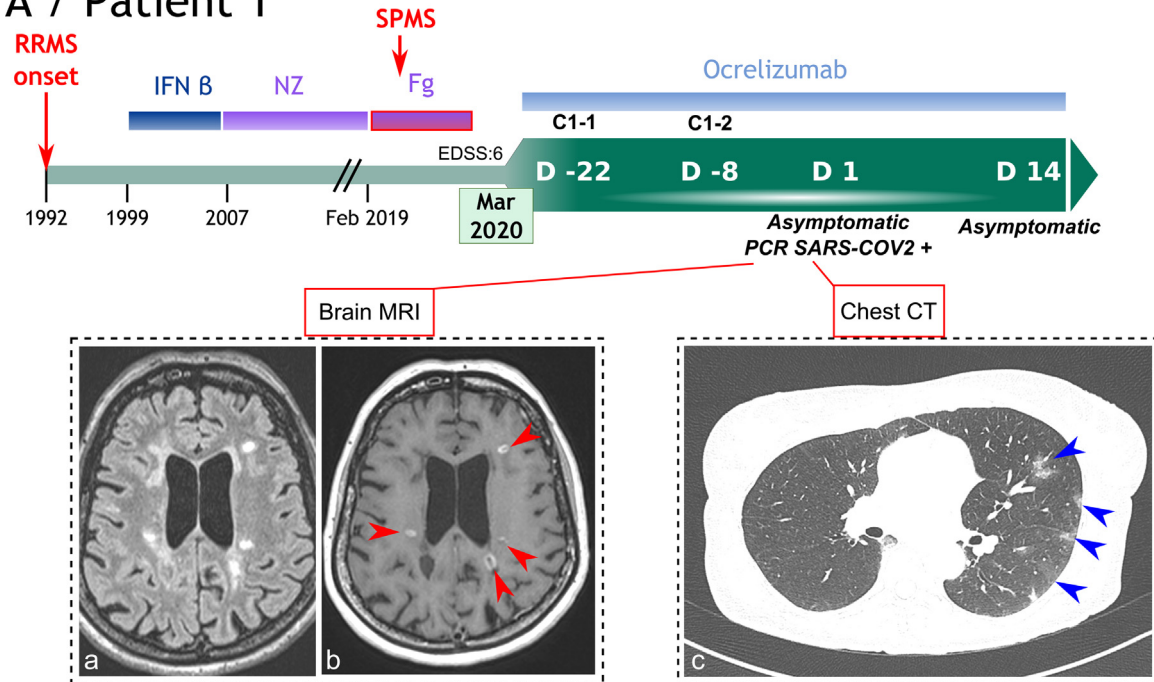 A / Patient 1
SPMS
RRMS
onset
IFN ß
NZ
Fg
Ocrelizumab
C1-1
C1-2
EDSS:6
D -22
D -8
D 1
D 14
1992
1999
2007
Feb 2019
Mar
2020
Asymptomatic
PCR SARS-COV2 +
Asymptomatic
Brain MRI
Chest CT
a
b
c